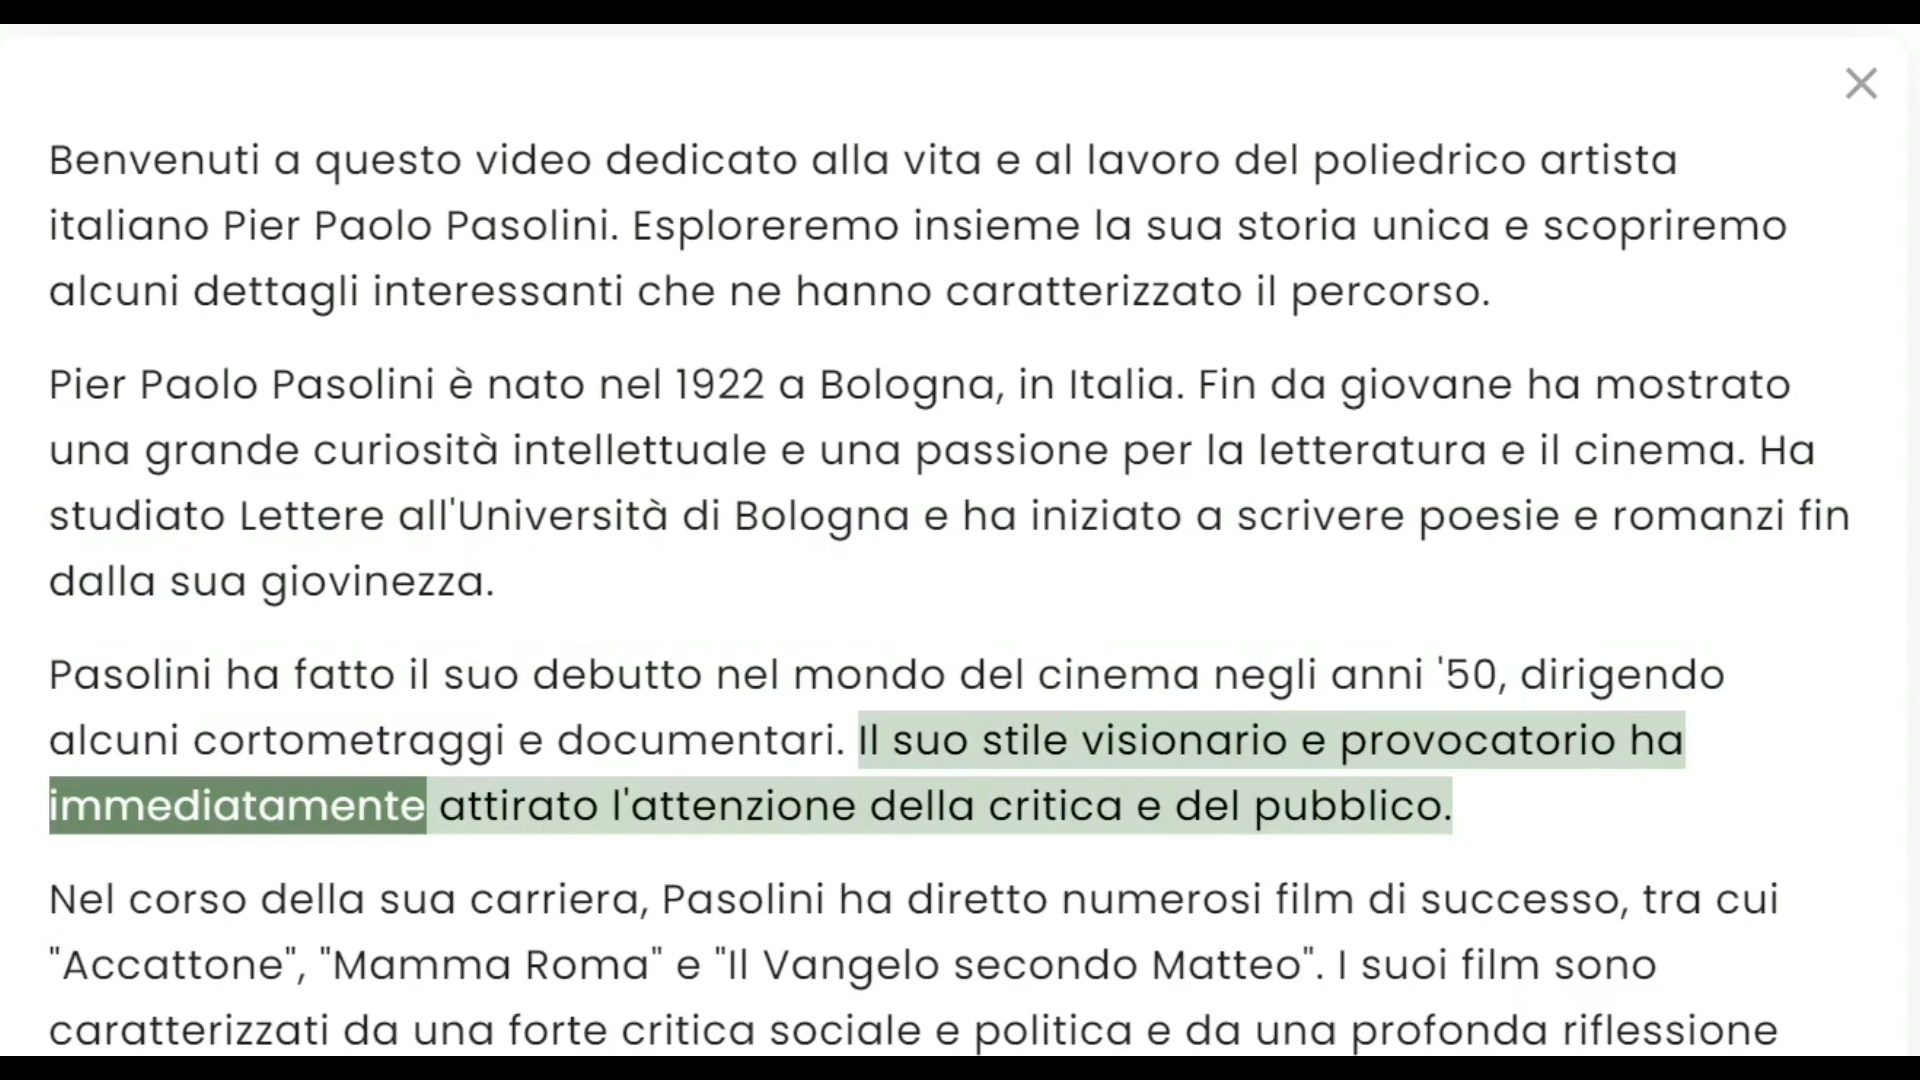 Benvenuti a questo video dedicato alla vita e al lavoro del poliedrico artista
italiano Pier Paolo Pasolini. Esploreremo insieme la sua storia unica e scopriremo
alcuni dettagli interessanti che ne hanno caratterizzato il percorso.
Pier Paolo Pasolini è nato nel 1922 a Bologna, in Italia. Fin da giovane ha mostrato
una grande curiosità intellettuale e una passione per la letteratura e il cinema. Ha
studiato Lettere all'Università di Bologna e ha iniziato a scrivere poesie e romanzi fin
dalla sua giovinezza.
Pasolini ha fatto il suo debutto nel mondo del cinema negli anni '50, dirigendo
alcuni cortometraggi e documentari. Il suo stile visionario e provocatorio ha
immediatamente attirato l'attenzione della critica e del pubblico.
Nel corso della sua carriera, Pasolini ha diretto numerosi film di successo, tra cui
"Accattone", "Mamma Roma" e "Il Vangelo secondo Matteo". I suoi film sono
caratterizzati da una forte critica sociale e politica e da una profonda riflessione